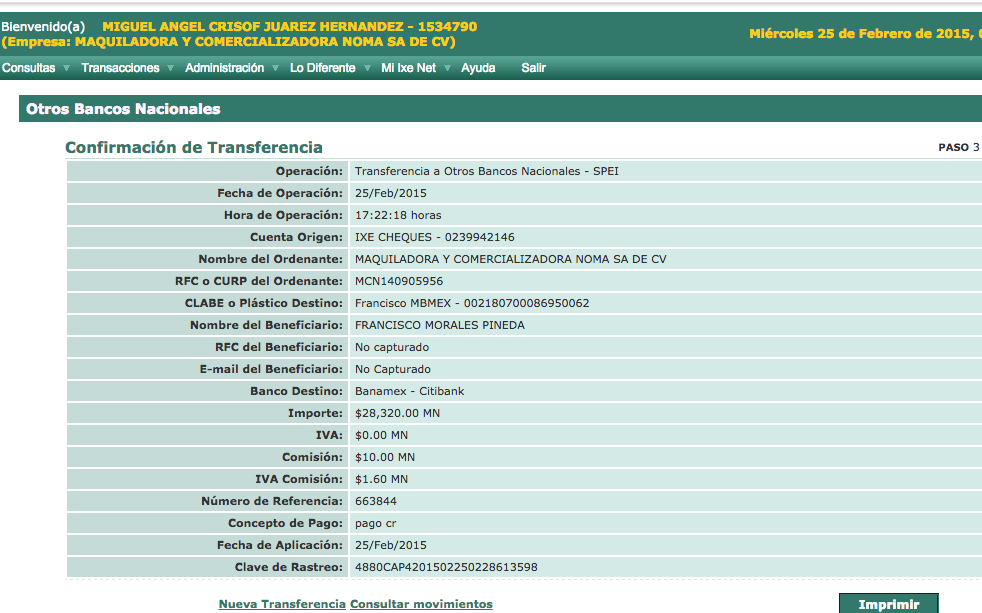 Bienvenido(a) MIGUEL ANGEL CRISOF JUAREZ HERNANDEZ - 1534790
(Empresa: MAQUILADORA Y COMERCIALIZADORA NOMA SA DE CV)
Miércoles 25 de Febrero de 2015,
Consultas Transacciones Administración Lo Diferente Mi Ixe Net Ayuda Salir
Otros Bancos Nacionales
Confirmación de Transferencia PASO 3
Operación: Transferencia a Otros Bancos Nacionales - SPEI
Fecha de Operación: 25/Feb/2015
Hora de Operación: 17:22:18 horas
Cuenta Origen: IXE CHEQUES - 0239942146
Nombre del Ordenante: MAQUILADORA Y COMERCIALIZADORA NOMA SA DE CV
RFC o CURP del Ordenante: MCN140905956
CLABE o Plástico Destino: Francisco MBMEX - 002180700086950062
Nombre del Beneficiario: FRANCISCO MORALES PINEDA
RFC del Beneficiario: No capturado
E-mail del Beneficiario: No Capturado
Banco Destino: Banamex - Citibank
Importe: $28,320.00 MN
IVA: $0.00 MN
Comisión: $10.00 MN
IVA Comisión: $1.60 MN
Número de Referencia: 663844
Concepto de Pago: pago cr
Fecha de Aplicación: 25/Feb/2015
Clave de Rastreo: 4880CAP4201502250228613598
Nueva Transferencia Consultar movimientos
Imprimir